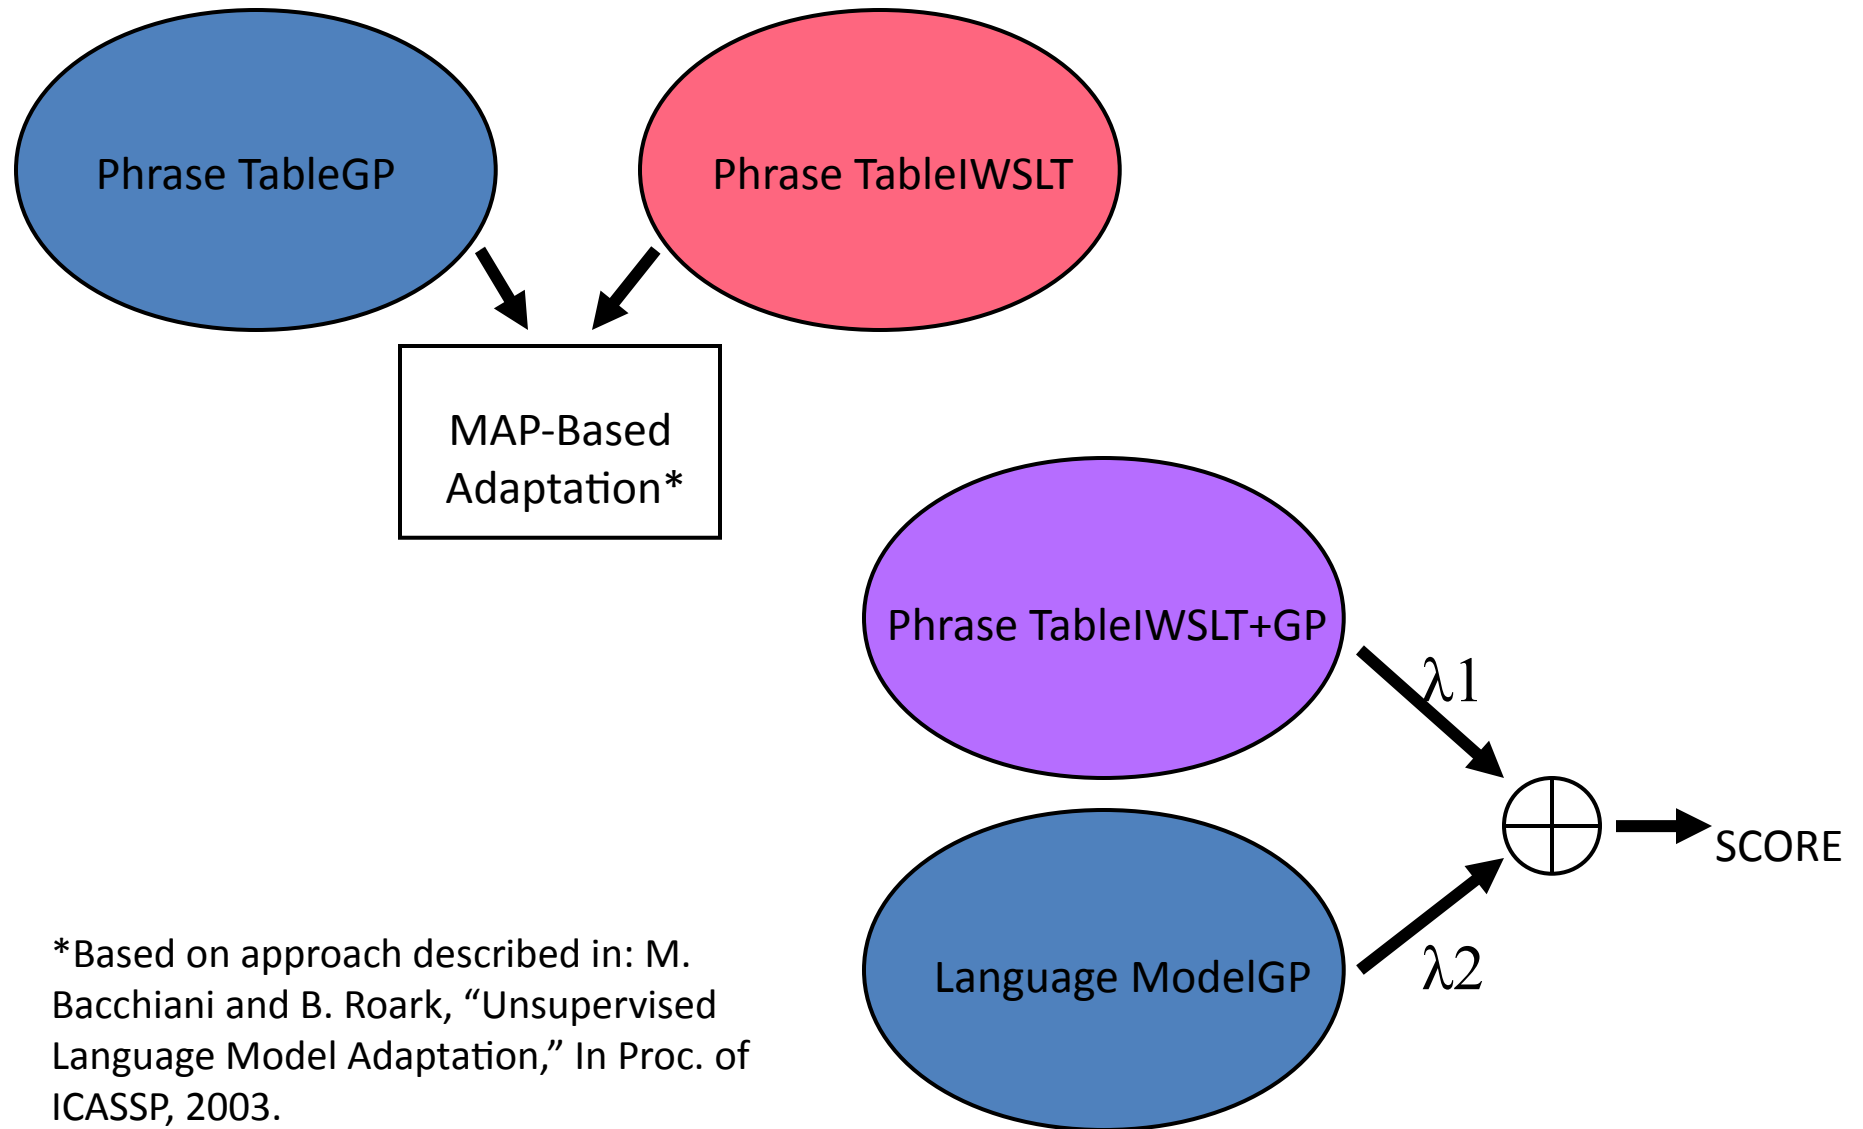 Phrase TableGP
Phrase TableIWSLT
MAP-Based
Adaptation*
Phrase TableIWSLT+GP
λ1
SCORE
Language ModelGP
λ2
*Based on approach described in: M.
Bacchiani and B. Roark, “Unsupervised
Language Model Adaptation,” In Proc. of
ICASSP, 2003.